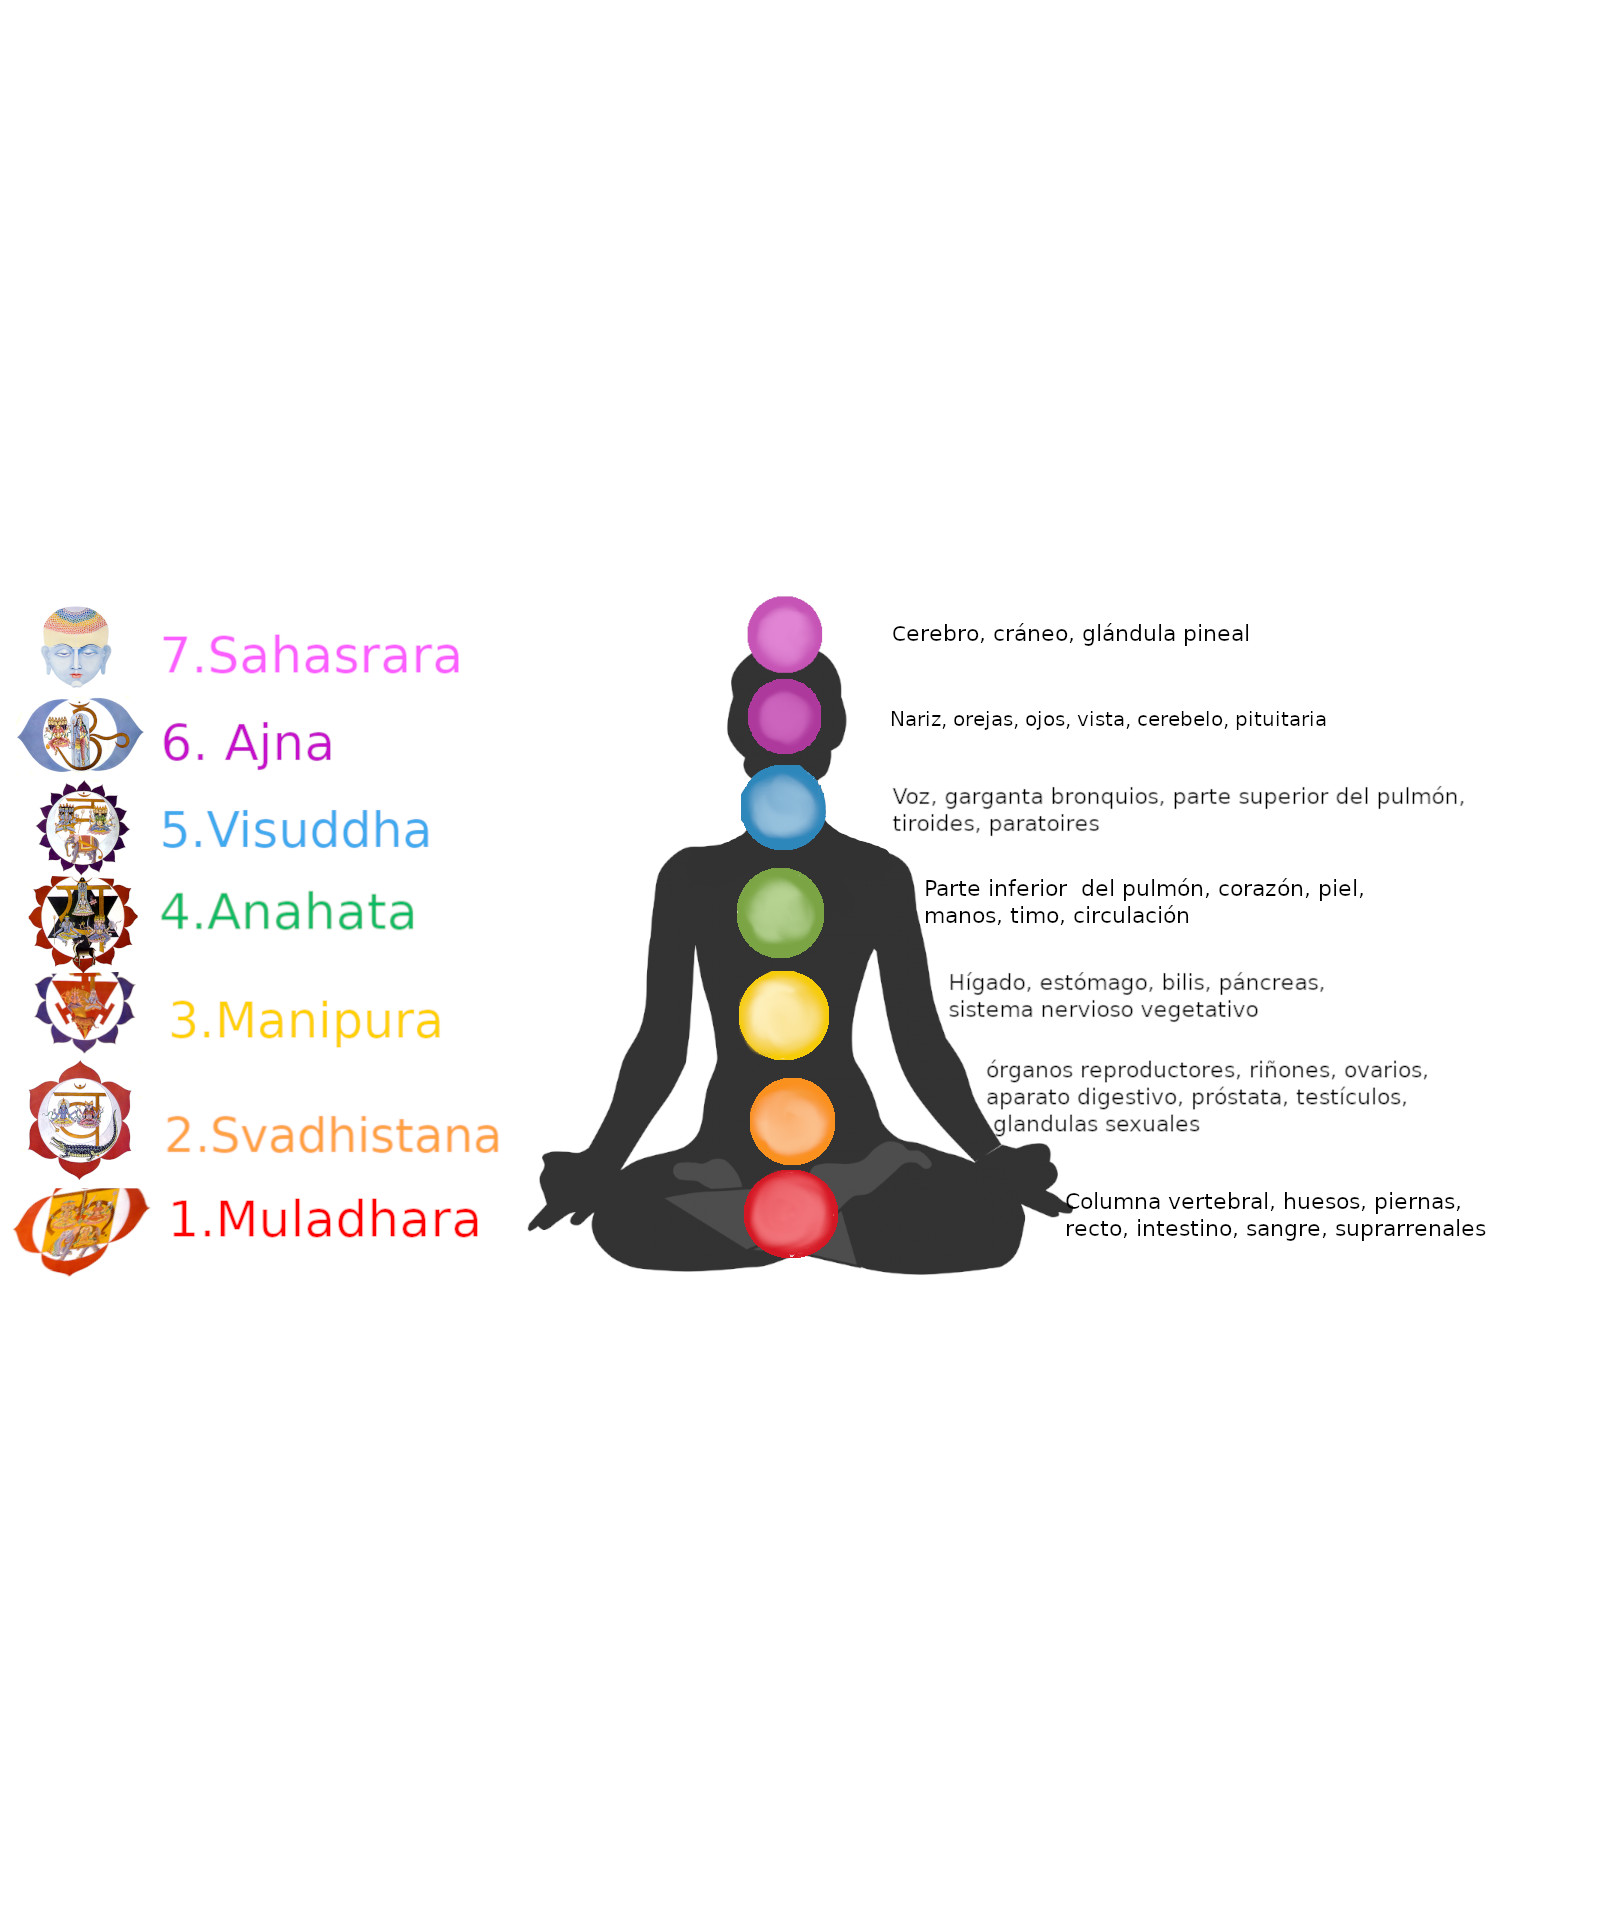 7.Sahasrara
Cerebro, cráneo, glándula pineal
6. Ajna
Nariz, orejas, ojos, vista, cerebelo, pituitaria
5.Visuddha
Voz, garganta bronquios, parte superior del pulmón,
tiroides, paratoires
4.Anahata
Parte inferior  del pulmón, corazón, piel,
manos, timo, circulación
3.Manipura
Hígado, estómago, bilis, páncreas,
sistema nervioso vegetativo
2.Svadhistana
órganos reproductores, riñones, ovarios,
aparato digestivo, próstata, testículos,
glandulas sexuales
1.Muladhara
Columna vertebral, huesos, piernas,
recto, intestino, sangre, suprarrenales